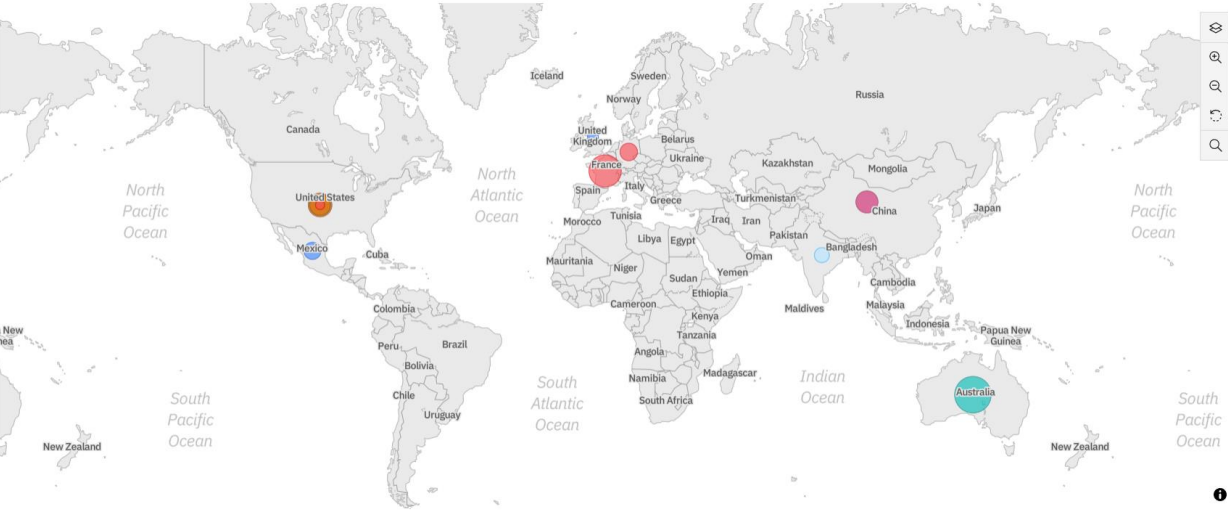 Iceland
Sweden
Norway
Russia
Canada
United
Kingdom
Belarus
Ukraine
France
Kazakhstan
Mongolia
North
Pacific
Ocean
North
Atlantic
Ocean
Spain
Italy
Greece
Turkmenistan
North
Pacific
Ocean
United States
China
Japan
Morocco
Tunisia
Iraq
Iran
Pakistan
Libya
Egypt
Mexico
Cuba
Bangladesh
Mauritania
Niger
Oman
Yemen
Sudan
Cambodia
Ethiopia
Cameroon
Colombia
Maldives
Malaysia
Kenya
Indonesia
New
Papua New
Guinea
Tanzania
Peru
Brazil
Angola
Bolivia
Namibia
Madagascar
South
Atlantic
Ocean
Indian
Ocean
Australia
Chile
South Africa
South
Pacific
Ocean
Uruguay
South
Pacific
Ocean
New Zealand
New Zealand